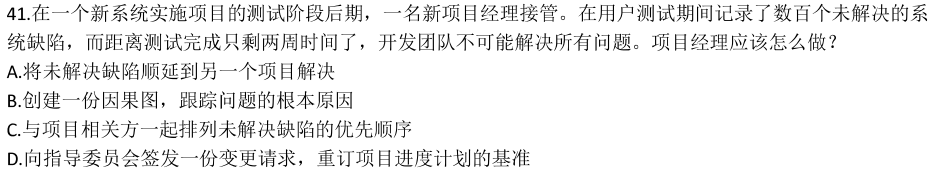 41.在一个新系统实施项目的测试阶段后期，一名新项目经理接管。在用户测试期间记录了数百个未解决的系
统缺陷，而距离测试完成只剩两周时间了，开发团队不可能解决所有问题。项目经理应该怎么做？
A.将未解决缺陷顺延到另一个项目解决
B.创建一份因果图，跟踪问题的根本原因
C.与项目相关方一起排列未解决缺陷的优先顺序
D.向指导委员会签发一份变更请求，重订项目进度计划的基准